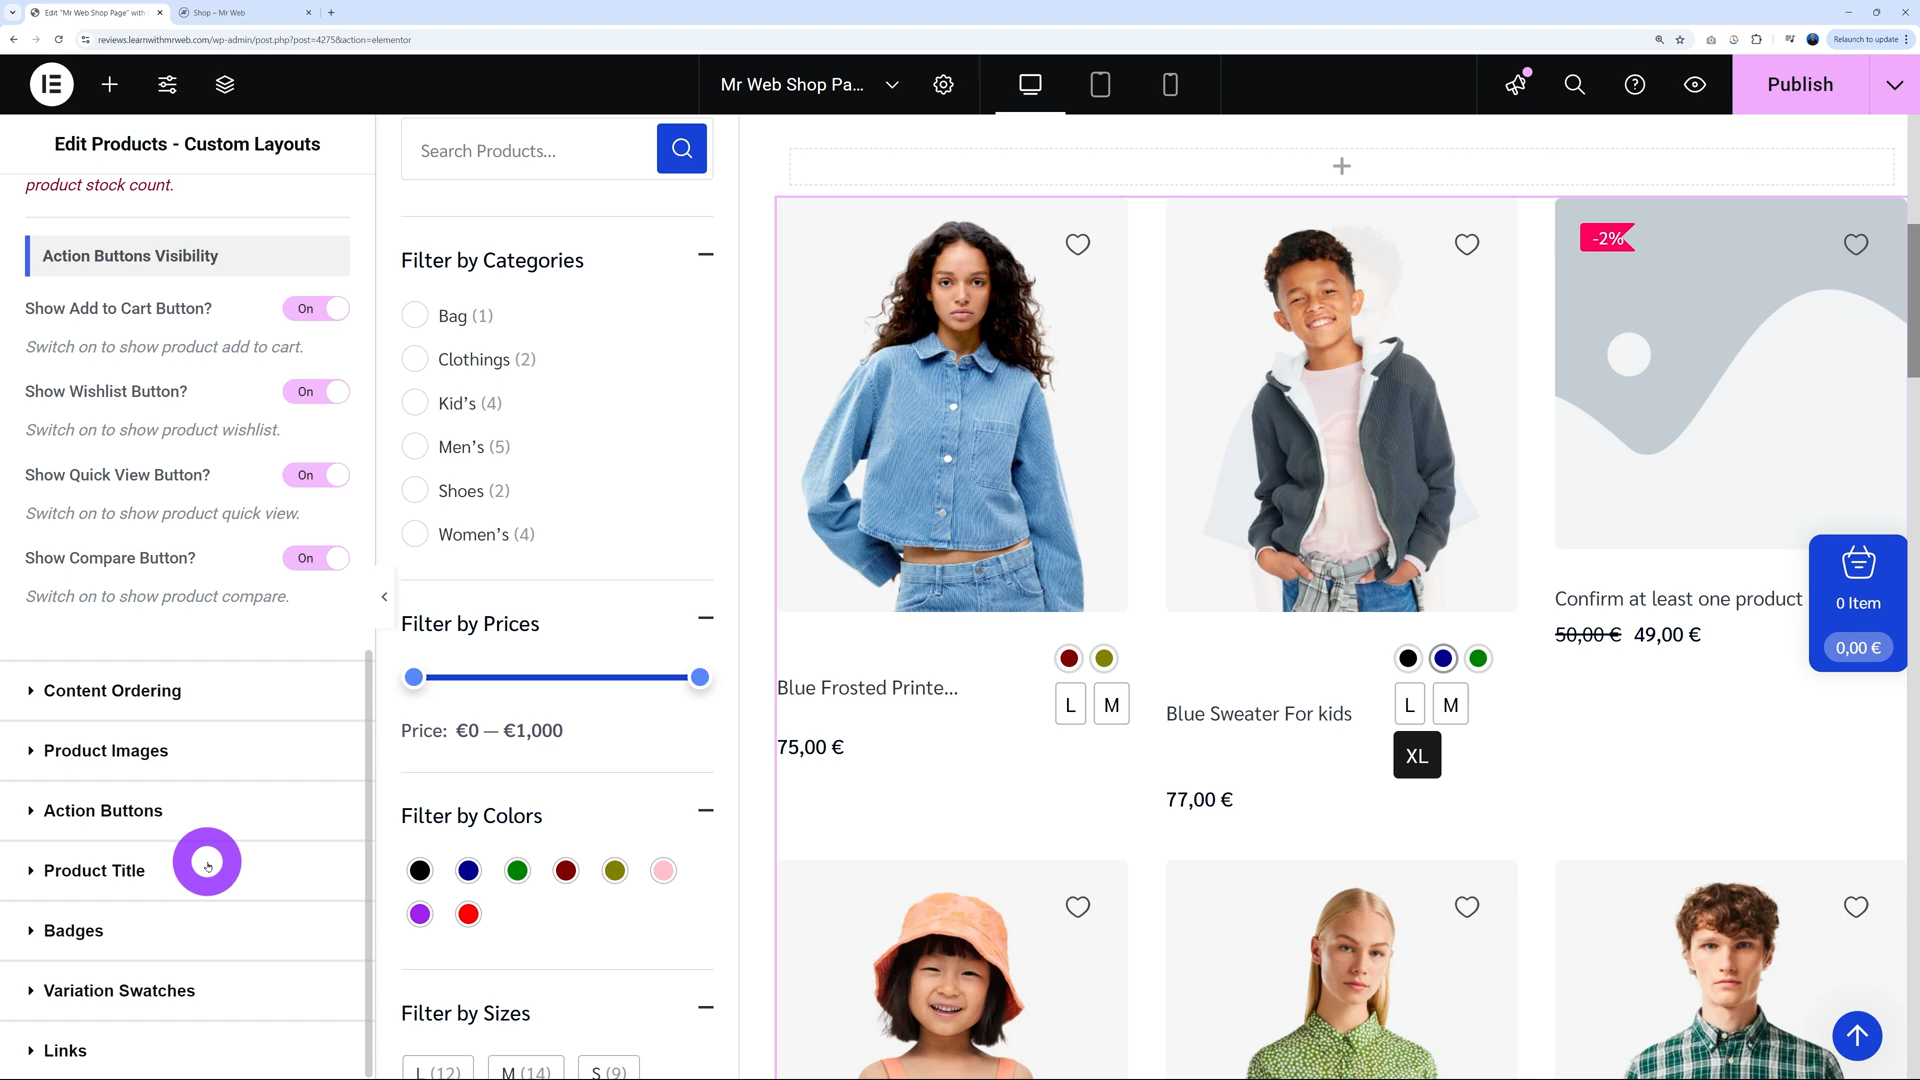 Edit "Mr Web Shop Page" with
Shop – Mr Web
reviews.learnwithmrweb.com/wp-admin/post.php?post=4275&action=elementor
Relaunch to update
Mr Web Shop Pa...
Publish
Edit Products - Custom Layouts
product stock count.
Action Buttons Visibility
Show Add to Cart Button?
On
Switch on to show product add to cart.
Show Wishlist Button?
On
Switch on to show product wishlist.
Show Quick View Button?
On
Switch on to show product quick view.
Show Compare Button?
On
Switch on to show product compare.
Content Ordering
Product Images
Action Buttons
Product Title
Badges
Variation Swatches
Links
Search Products...
Filter by Categories
Bag (1)
Clothings (2)
Kid's (4)
Men's (5)
Shoes (2)
Women's (4)
Filter by Prices
Price: €0 — €1,000
Filter by Colors
Filter by Sizes
L (12)
M (14)
S (9)
Blue Frosted Printe...
L M
75,00 €
Blue Sweater For kids
L M
XL
77,00 €
-2%
Confirm at least one product
50,00 € 49,00 €
0 Item
0,00 €